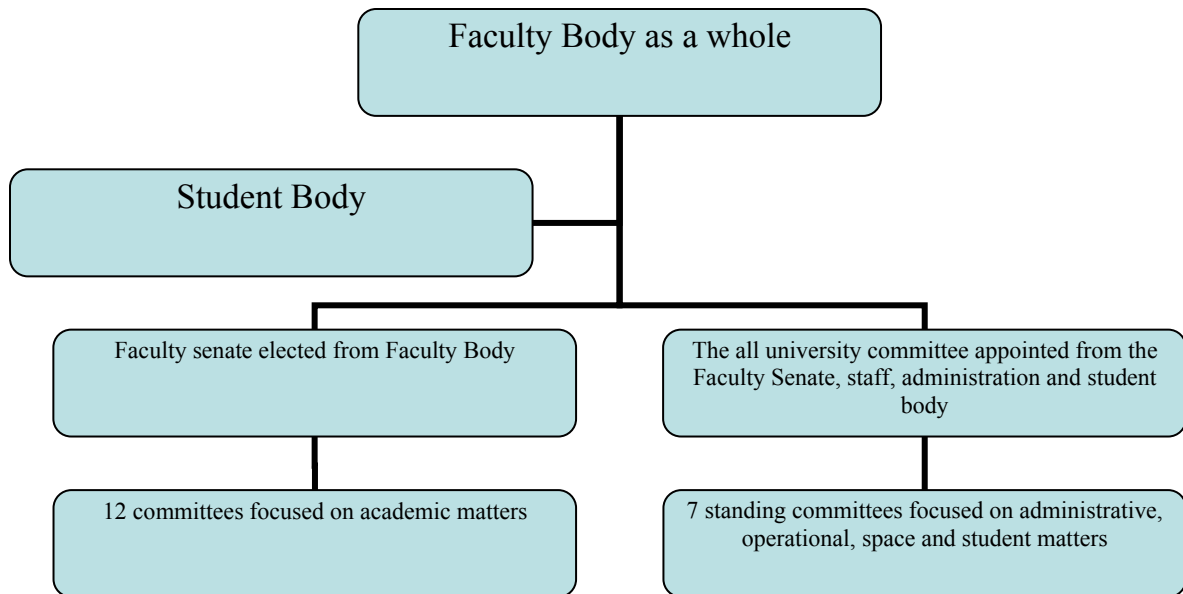 Faculty Body as a whole
Student Body
Faculty senate elected from Faculty Body
The all university committee appointed from the
Faculty Senate, staff, administration and student
body
12 committees focused on academic matters
7 standing committees focused on administrative,
operational, space and student matters